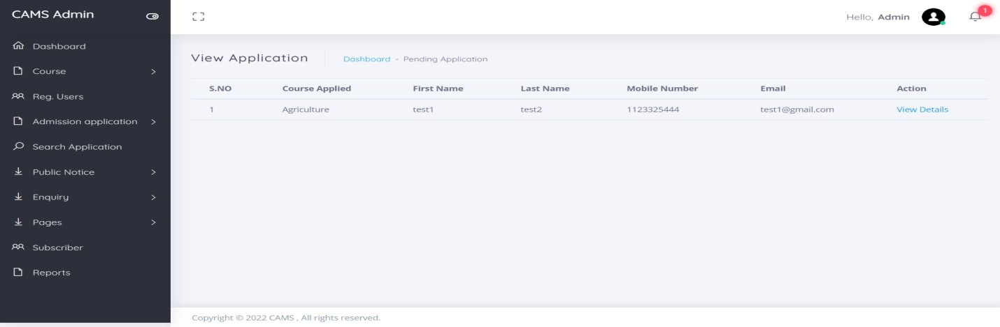 CAMS Admin
Hello, Admin
1
Dashboard
Course
Reg. Users
Admission application
Search Application
Public Notice
Enquiry
Pages
Subscriber
Reports
View Application
Dashboard - Pending Application
S.NO Course Applied First Name Last Name Mobile Number Email Action
1 Agriculture test1 test2 1123325444 test1@gmail.com View Details
Copyright © 2022 CAMS , All rights reserved.